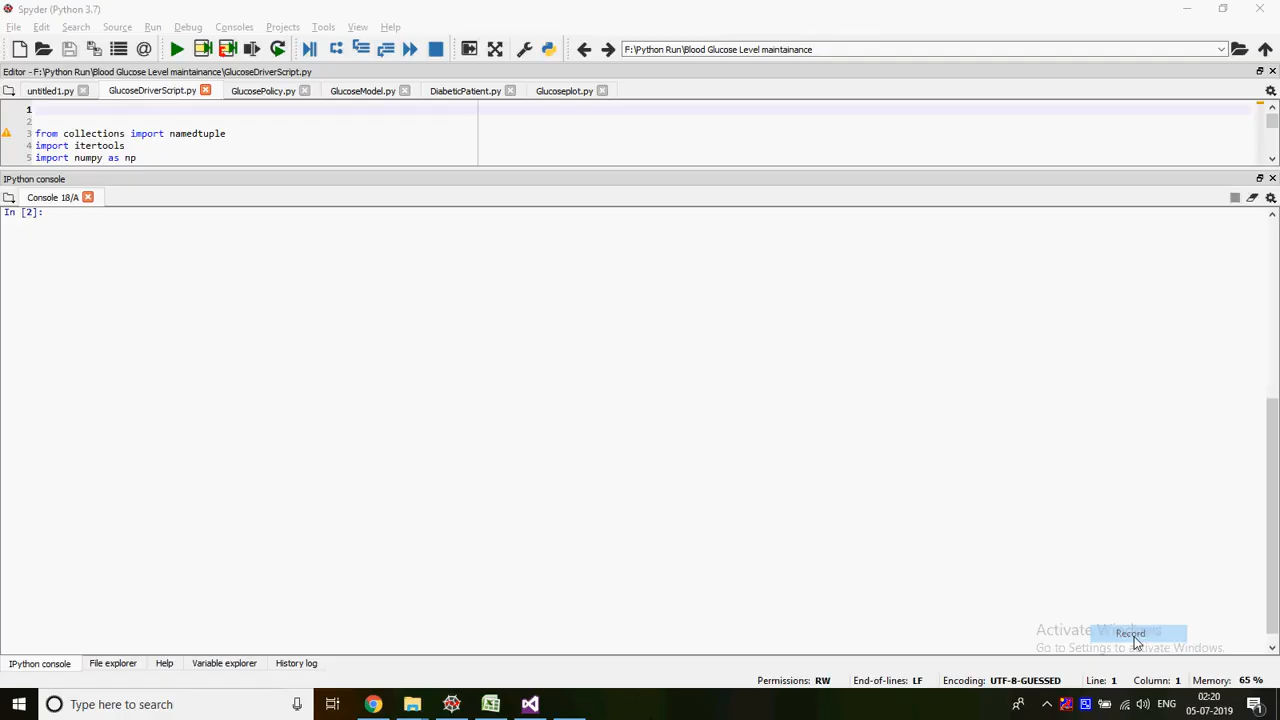 Spyder (Python 3.7)
File Edit Search Source Run Debug Consoles Projects Tools View Help
F:\Python Run\Blood Glucose Level maintainance
Editor - F:\Python Run\Blood Glucose Level maintainance\GlucoseDriverScript.py
untitled1.py GlucoseDriverScript.py GlucosePolicy.py GlucoseModel.py DiabeticPatient.py Glucoseplot.py
1
2
3 from collections import namedtuple
4 import itertools
5 import numpy as np
IPython console
Console 18/A
In [2]:
Activate
Record
Go to Settings to activate Windows.
IPython console File explorer Help Variable explorer History log
Permissions: RW End-of-lines: LF Encoding: UTF-8-GUESSED Line: 1 Column: 1 Memory: 65 %
Type here to search
ENG
02:20
05-07-2019
1